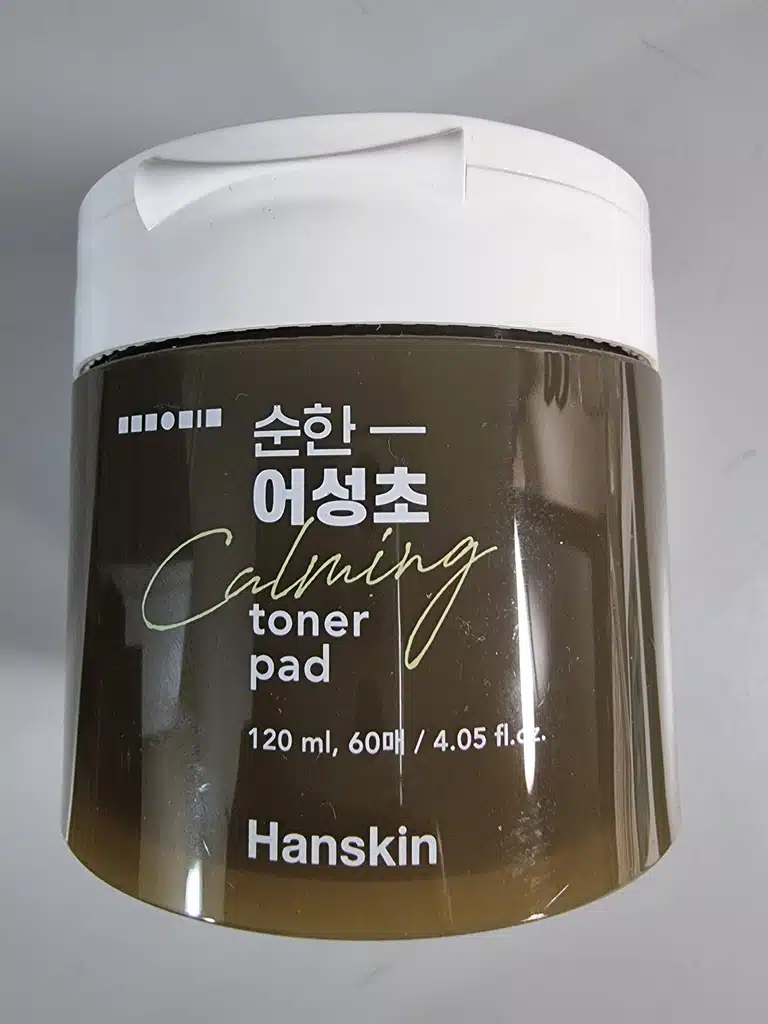 순한 —
어성초
Calming
toner
pad
120 ml, 60매 / 4.05 fl.oz.
Hanskin